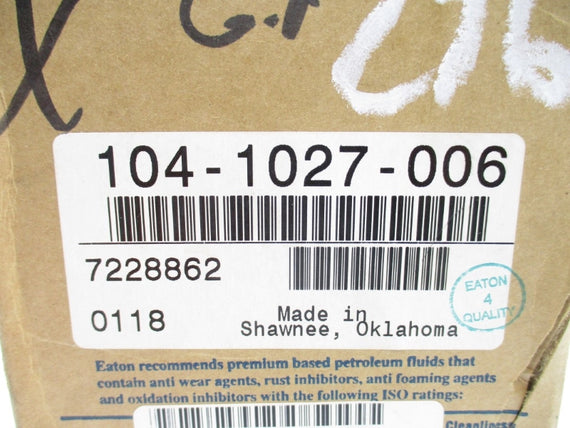 X G.F
104-1027-006
7228862
0118
Made in
Shawnee, Oklahoma
EATON
4
QUALITY
Eaton recommends premium based petroleum fluids that
contain anti wear agents, rust inhibitors, anti foaming agents
and oxidation inhibitors with the following ISO ratings:
Cleanliness